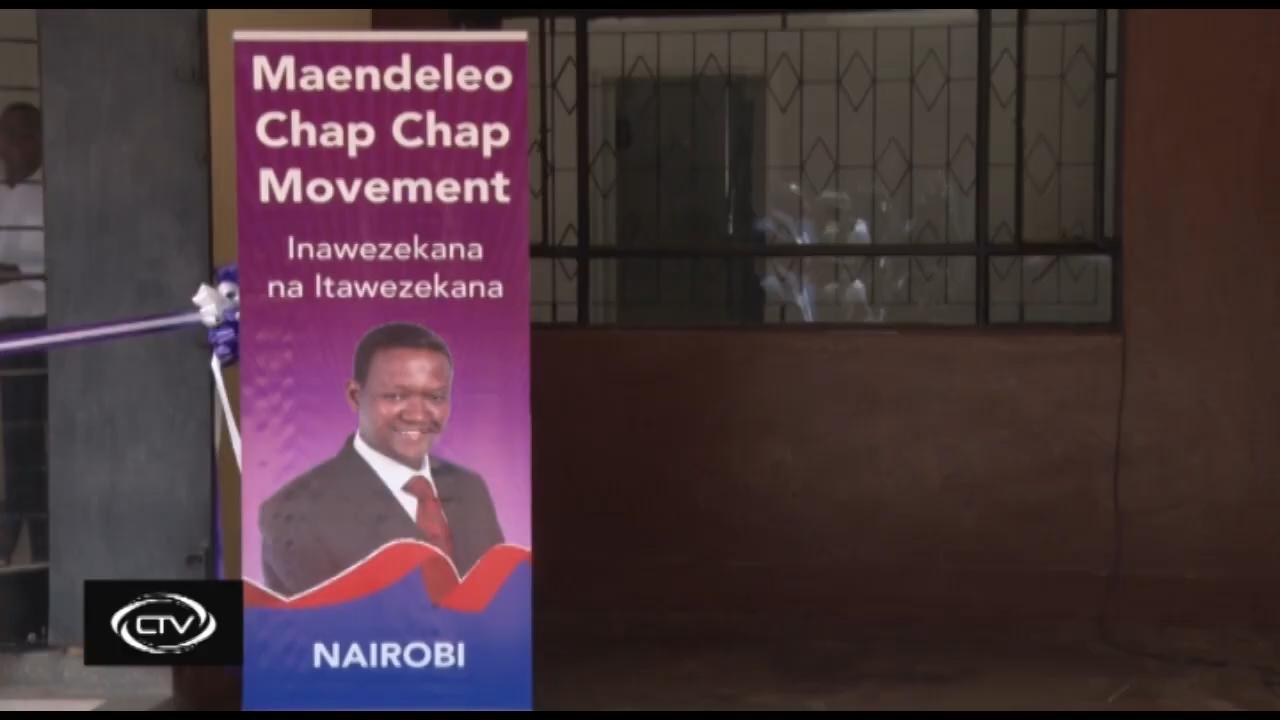 Maendeleo
Chap Chap
Movement
Inawezekana
na Itawezekana
NAIROBI
CTV